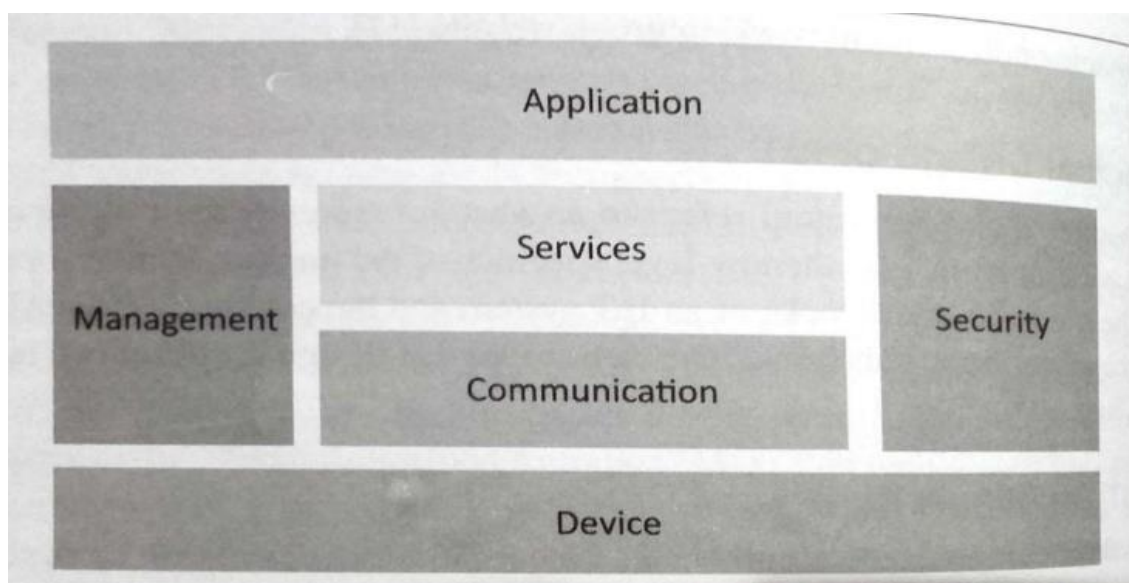 Application
Services
Management
Security
Communication
Device